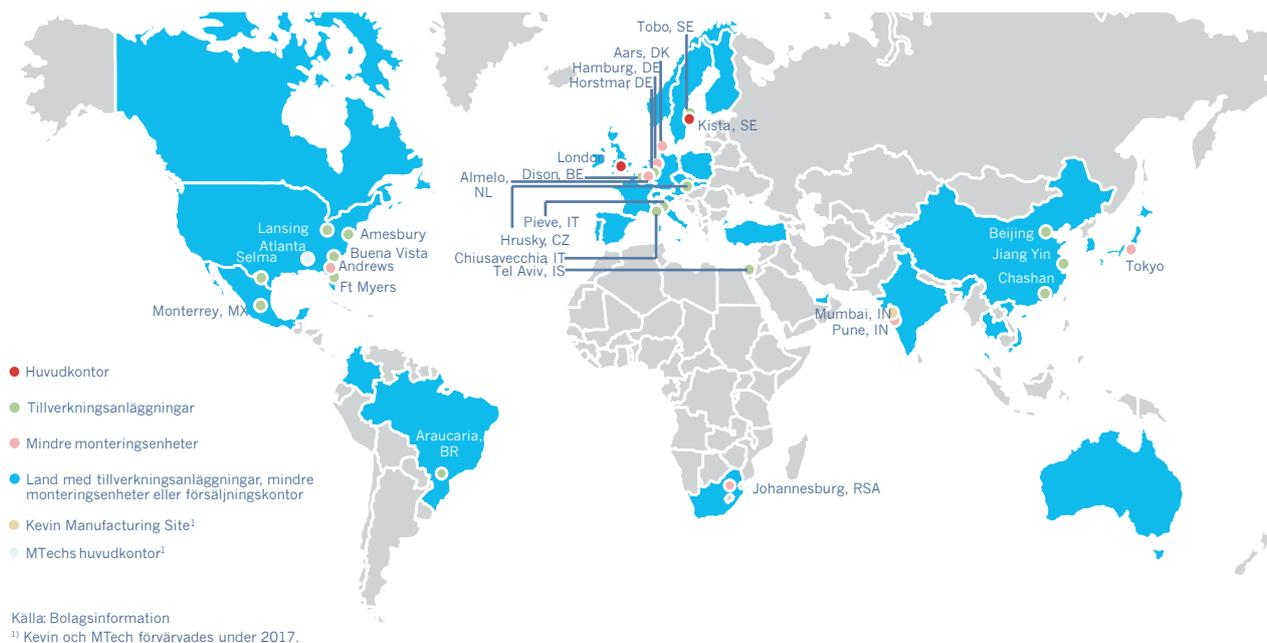 Tobo, SE
Aars, DK
Hamburg, DE
Horstmar, DE
Kista, SE
London
Dison, BE
Almelo,
NL
Pieve, IT
Hrusky, CZ
Chiusavecchia IT
Tel Aviv, IS
Lansing
Amesbury
Atlanta
Buena Vista
Selma
Andrews
Ft Myers
Monterrey, MX
Beijing
Jiang Yin
Tokyo
Chashan
Mumbai, IN
Pune, IN
Araucaria,
BR
Johannesburg, RSA
Huvudkontor
Tillverkningsanläggningar
Mindre monteringsenheter
Land med tillverkningsanläggningar, mindre
monteringsenheter eller försäljningskontor
Kevin Manufacturing Site¹
MTechs huvudkontor¹
Källa: Bolagsinformation
¹⁾ Kevin och MTech förvärvades under 2017.